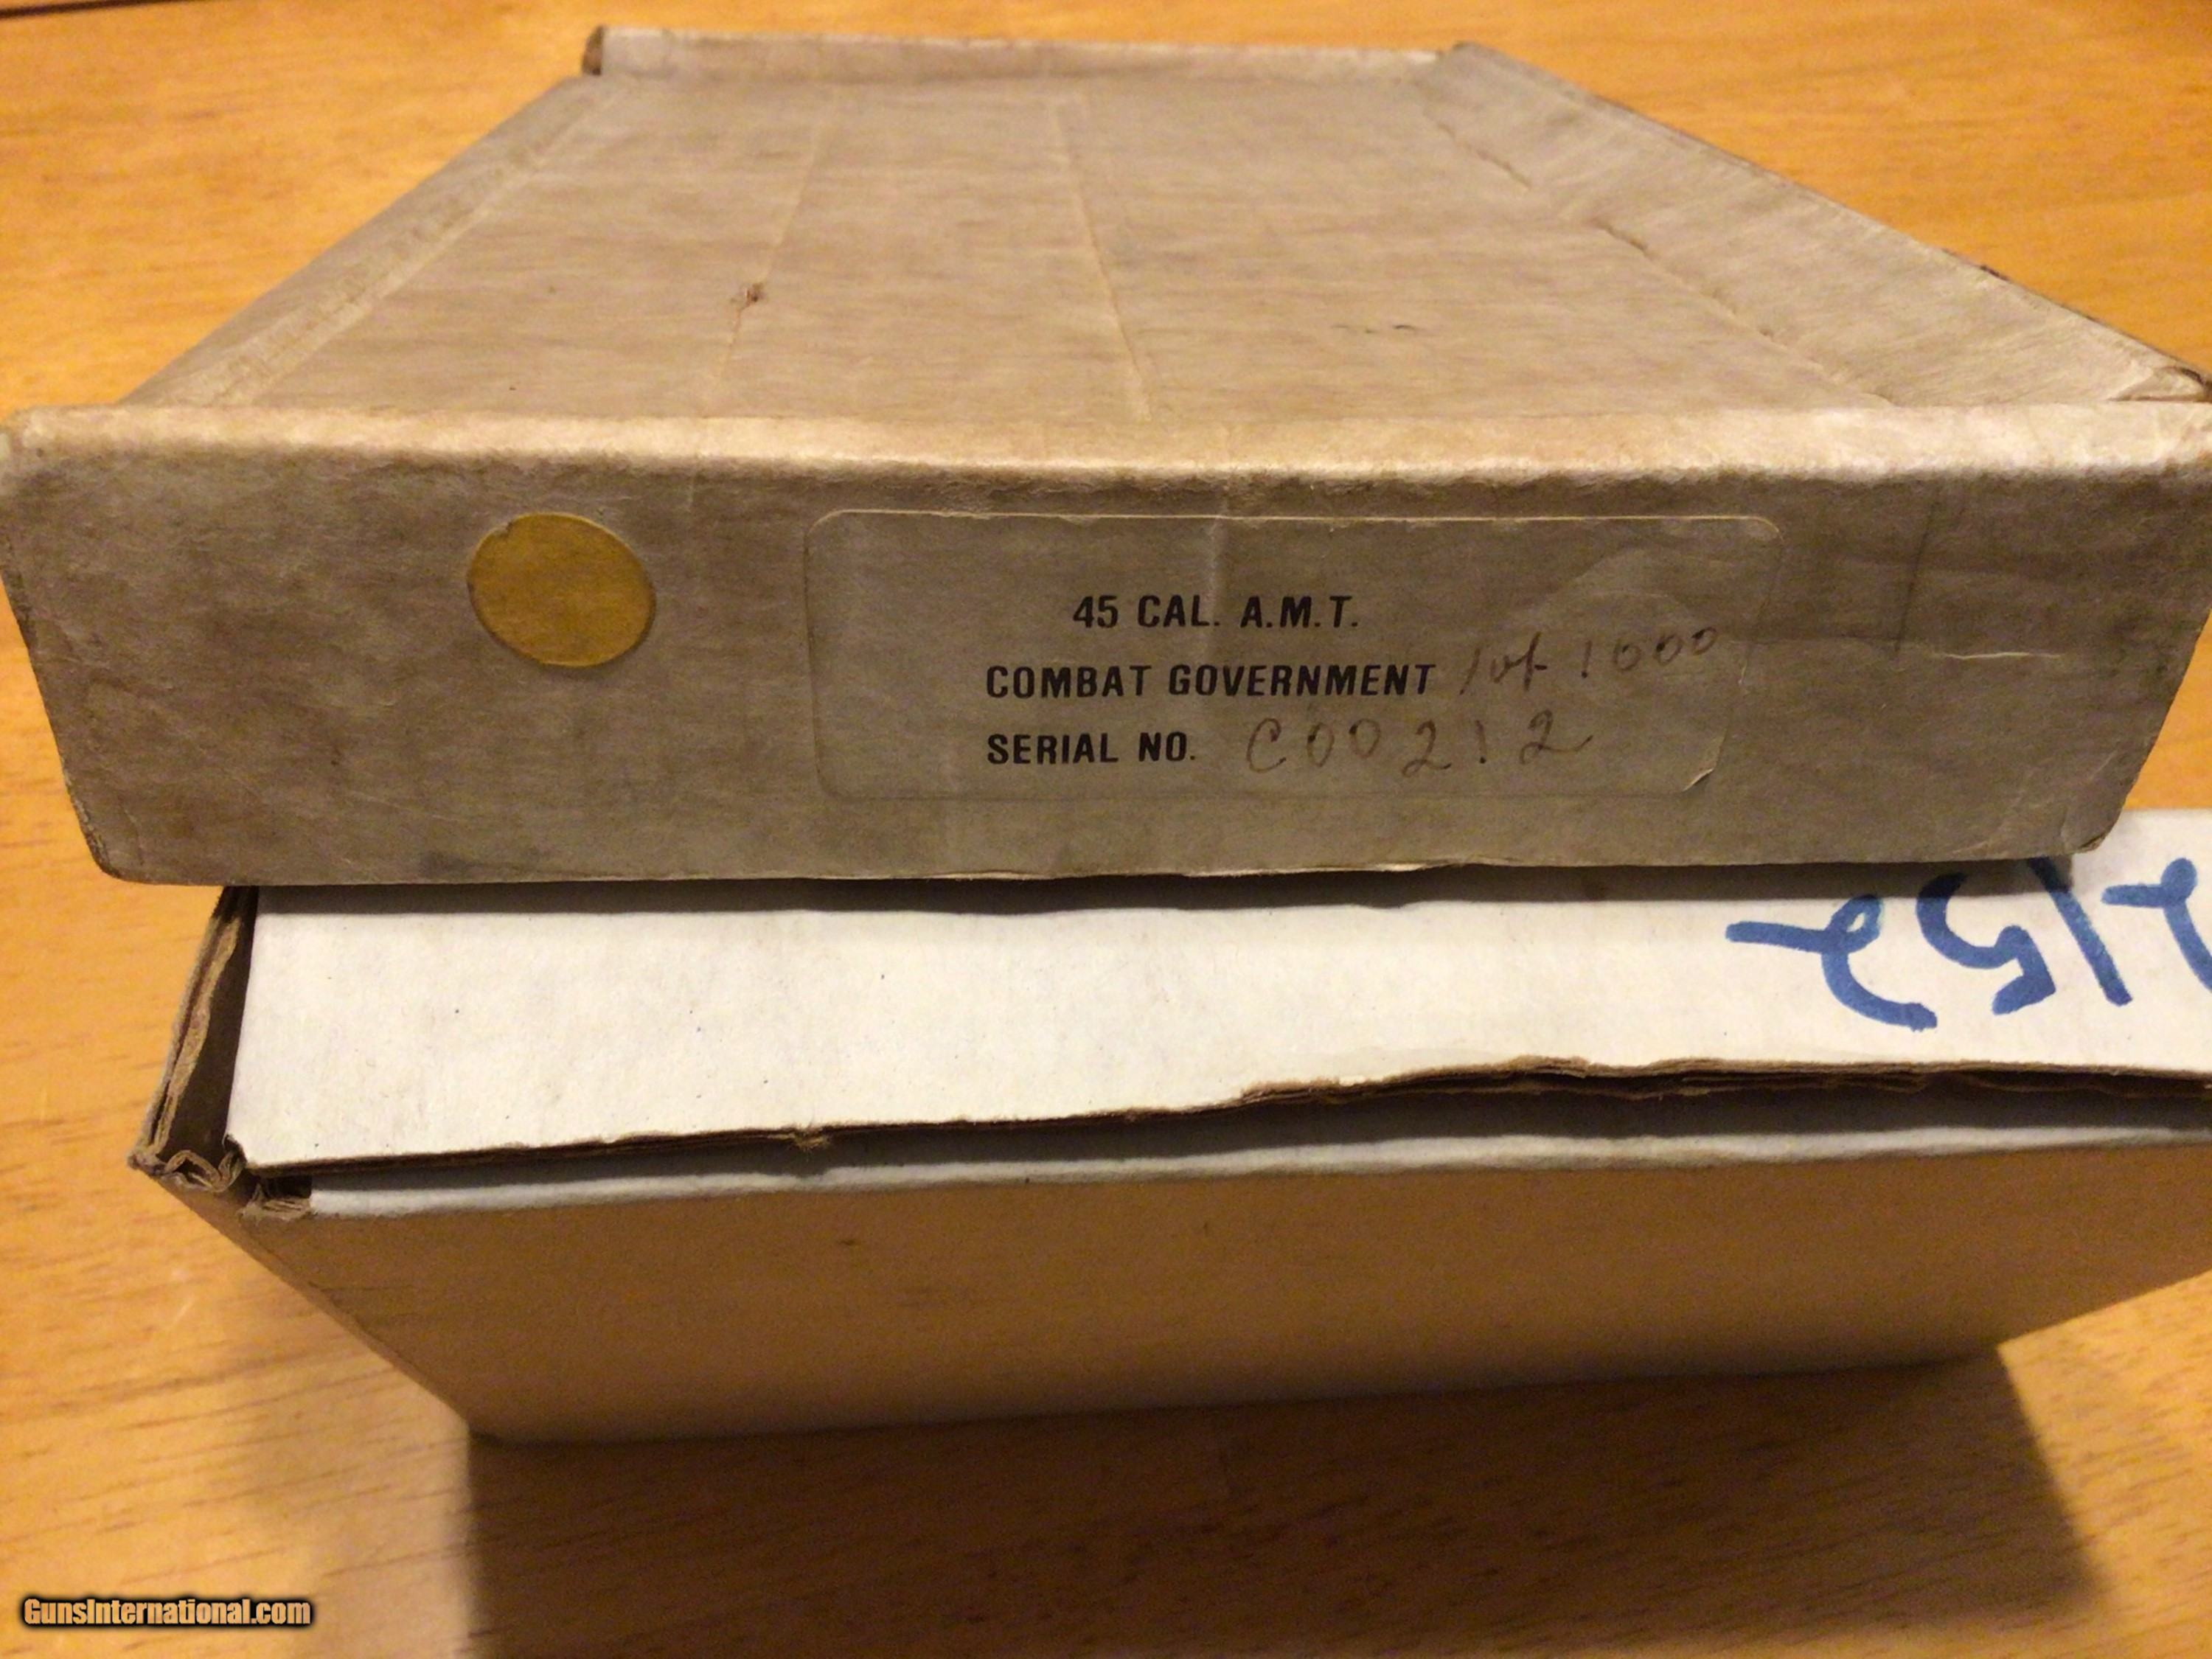 45 CAL. A.M.T.
COMBAT GOVERNMENT 1 of 1000
SERIAL NO. C00212
GunsInternational.com